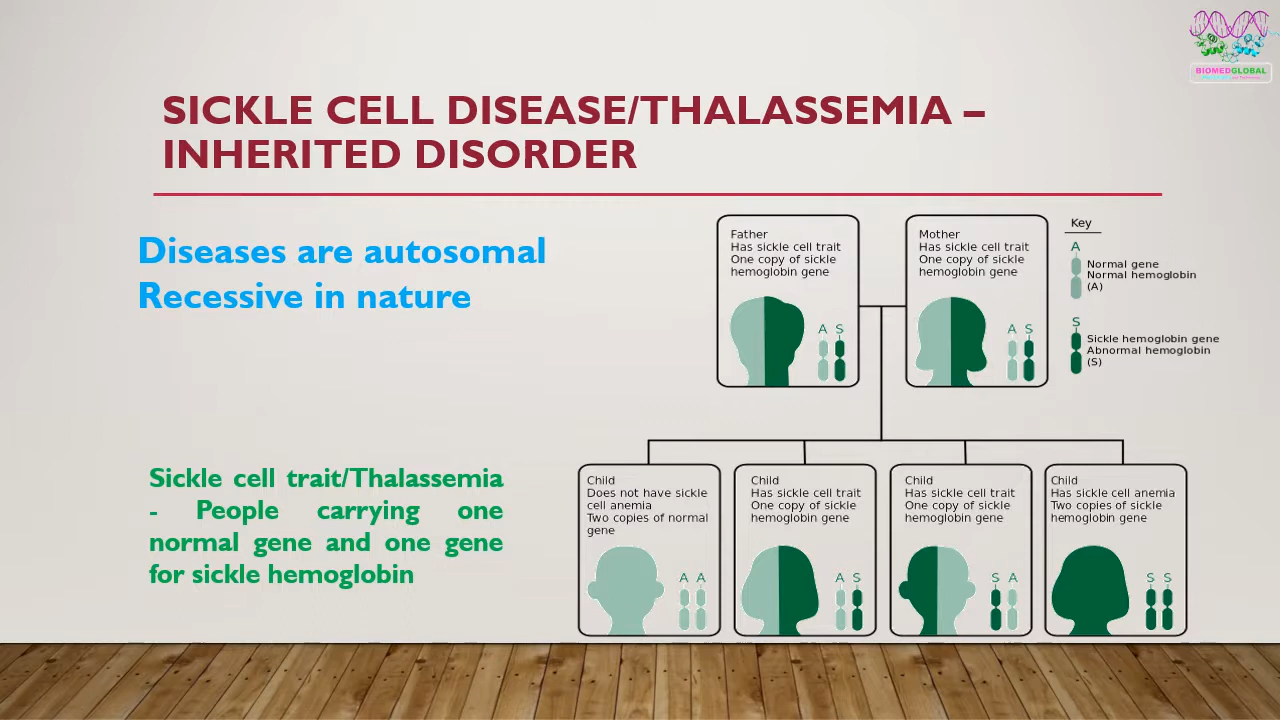 BIOMEDGLOBAL
SICKLE CELL DISEASE/THALASSEMIA –
INHERITED DISORDER
Diseases are autosomal
Recessive in nature
Sickle cell trait/Thalassemia
- People carrying one
normal gene and one gene
for sickle hemoglobin
Father
Has sickle cell trait
One copy of sickle
hemoglobin gene
A S
Mother
Has sickle cell trait
One copy of sickle
hemoglobin gene
A S
Key
A
Normal gene
Normal hemoglobin
(A)
S
Sickle hemoglobin gene
Abnormal hemoglobin
(S)
Child
Does not have sickle
cell anemia
Two copies of normal
gene
A A
Child
Has sickle cell trait
One copy of sickle
hemoglobin gene
A S
Child
Has sickle cell trait
One copy of sickle
hemoglobin gene
S A
Child
Has sickle cell anemia
Two copies of sickle
hemoglobin gene
S S